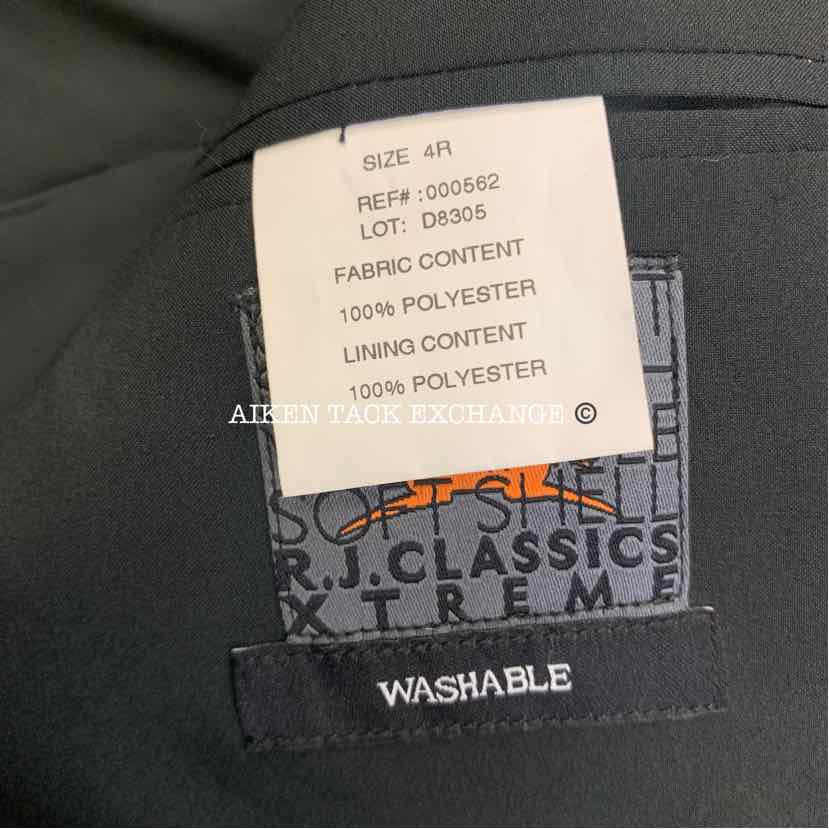 SIZE 4R
REF# :000562
LOT: D8305
FABRIC CONTENT
100% POLYESTER
LINING CONTENT
100% POLYESTER
AIKEN TACK EXCHANGE ©
SOFT SHELL
R.J.CLASSICS
XTREME
WASHABLE